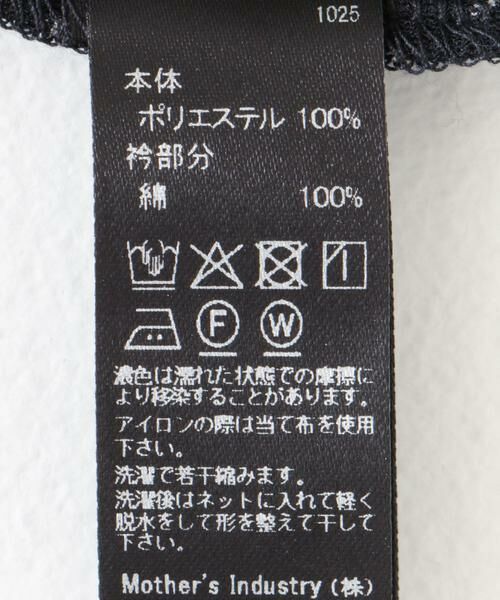 1025
本体
ポリエステル 100%
衿部分
綿 100%
F W
濃色は濡れた状態での摩擦に
より移染することがあります。
アイロンの際は当て布を使用
下さい。
洗濯で若干縮みます。
洗濯後はネットに入れて軽く
脱水をして形を整えて干して
下さい。
Mother's Industry（株）